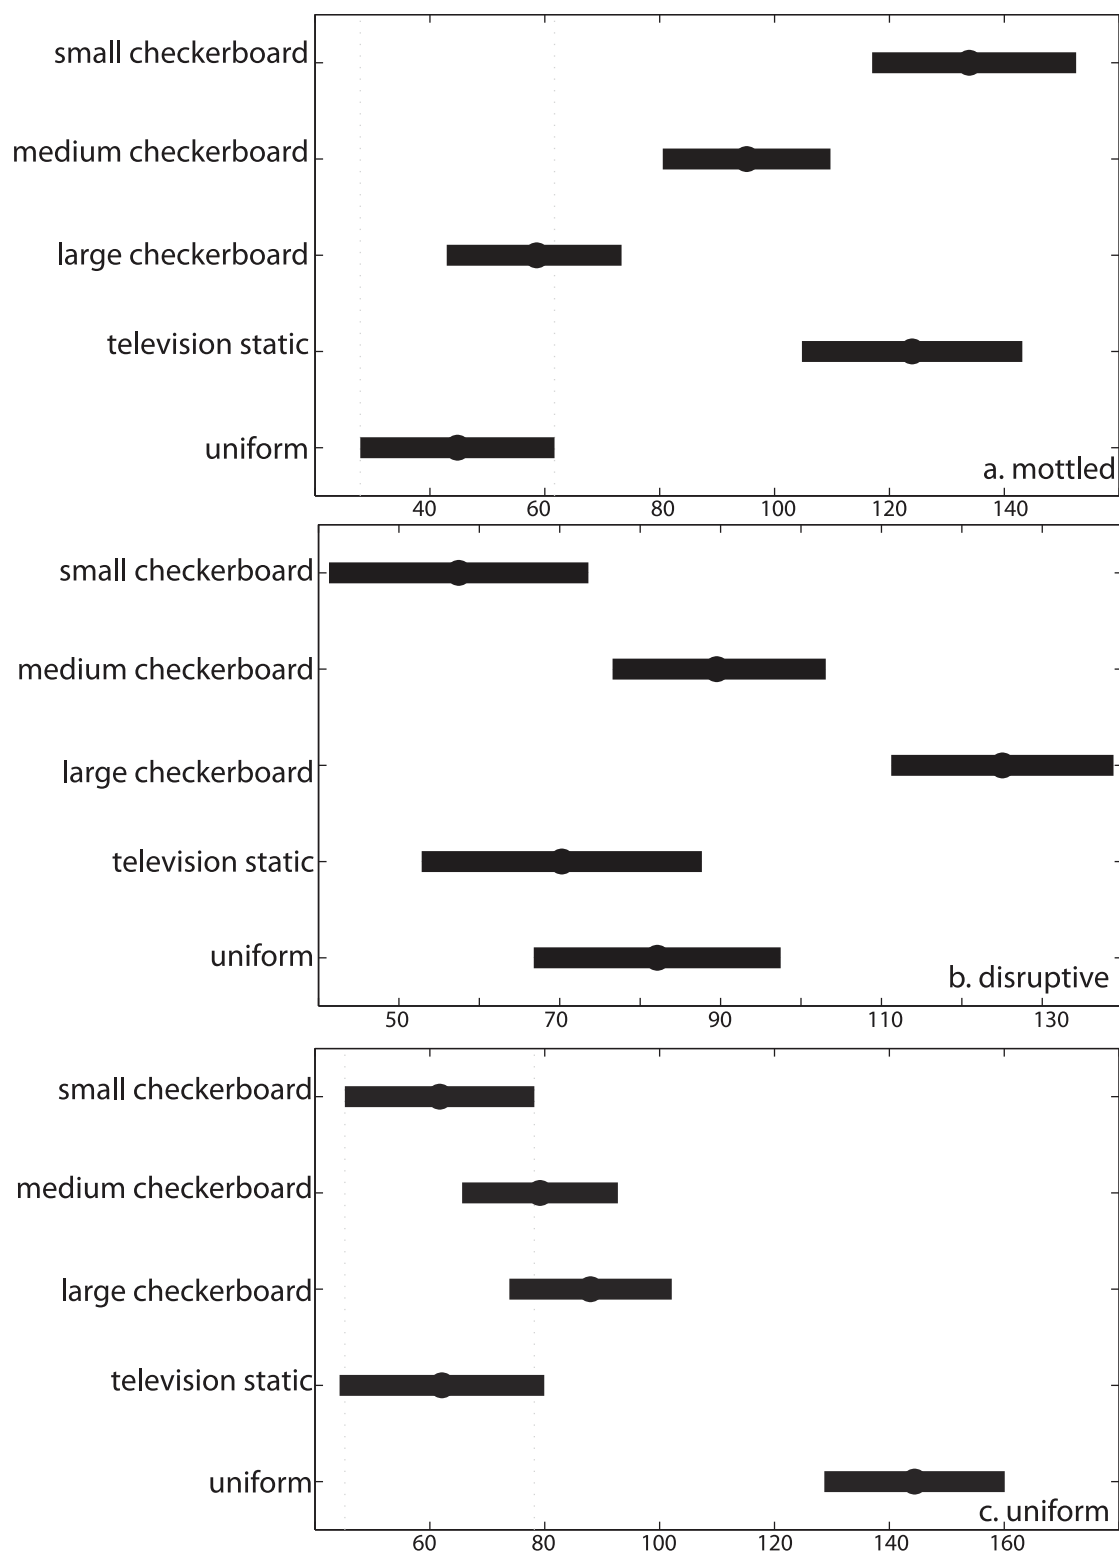 small checkerboard
medium checkerboard
large checkerboard
television static
uniform
a. mottled
40 60 80 100 120 140
small checkerboard
medium checkerboard
large checkerboard
television static
uniform
b. disruptive
50 70 90 110 130
small checkerboard
medium checkerboard
large checkerboard
television static
uniform
c. uniform
60 80 100 120 140 160